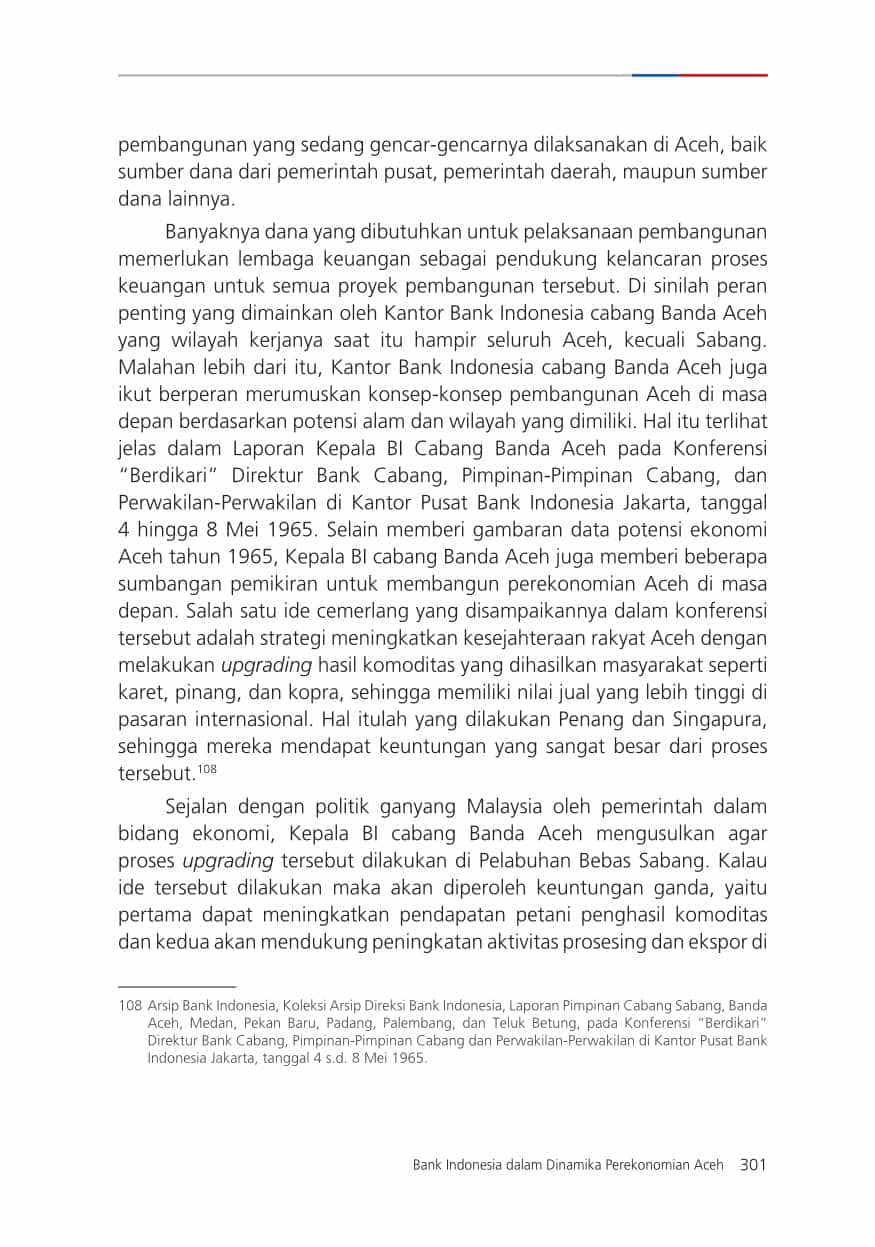 pembangunan yang sedang gencar-gencarnya dilaksanakan di Aceh, baik
sumber dana dari pemerintah pusat, pemerintah daerah, maupun sumber
dana lainnya.
Banyaknya dana yang dibutuhkan untuk pelaksanaan pembangunan
memerlukan lembaga keuangan sebagai pendukung kelancaran proses
keuangan untuk semua proyek pembangunan tersebut. Di sinilah peran
penting yang dimainkan oleh Kantor Bank Indonesia cabang Banda Aceh
yang wilayah kerjanya saat itu hampir seluruh Aceh, kecuali Sabang.
Malahan lebih dari itu, Kantor Bank Indonesia cabang Banda Aceh juga
ikut berperan merumuskan konsep-konsep pembangunan Aceh di masa
depan berdasarkan potensi alam dan wilayah yang dimiliki. Hal itu terlihat
jelas dalam Laporan Kepala BI Cabang Banda Aceh pada Konferensi
“Berdikari” Direktur Bank Cabang, Pimpinan-Pimpinan Cabang, dan
Perwakilan-Perwakilan di Kantor Pusat Bank Indonesia Jakarta, tanggal
4 hingga 8 Mei 1965. Selain memberi gambaran data potensi ekonomi
Aceh tahun 1965, Kepala BI cabang Banda Aceh juga memberi beberapa
sumbangan pemikiran untuk membangun perekonomian Aceh di masa
depan. Salah satu ide cemerlang yang disampaikannya dalam konferensi
tersebut adalah strategi meningkatkan kesejahteraan rakyat Aceh dengan
melakukan upgrading hasil komoditas yang dihasilkan masyarakat seperti
karet, pinang, dan kopra, sehingga memiliki nilai jual yang lebih tinggi di
pasaran internasional. Hal itulah yang dilakukan Penang dan Singapura,
sehingga mereka mendapat keuntungan yang sangat besar dari proses
tersebut.108
Sejalan dengan politik ganyang Malaysia oleh pemerintah dalam
bidang ekonomi, Kepala BI cabang Banda Aceh mengusulkan agar
proses upgrading tersebut dilakukan di Pelabuhan Bebas Sabang. Kalau
ide tersebut dilakukan maka akan diperoleh keuntungan ganda, yaitu
pertama dapat meningkatkan pendapatan petani penghasil komoditas
dan kedua akan mendukung peningkatan aktivitas prosesing dan ekspor di
108 Arsip Bank Indonesia, Koleksi Arsip Direksi Bank Indonesia, Laporan Pimpinan Cabang Sabang, Banda
Aceh, Medan, Pekan Baru, Padang, Palembang, dan Teluk Betung, pada Konferensi “Berdikari”
Direktur Bank Cabang, Pimpinan-Pimpinan Cabang dan Perwakilan-Perwakilan di Kantor Pusat Bank
Indonesia Jakarta, tanggal 4 s.d. 8 Mei 1965.
Bank Indonesia dalam Dinamika Perekonomian Aceh 301